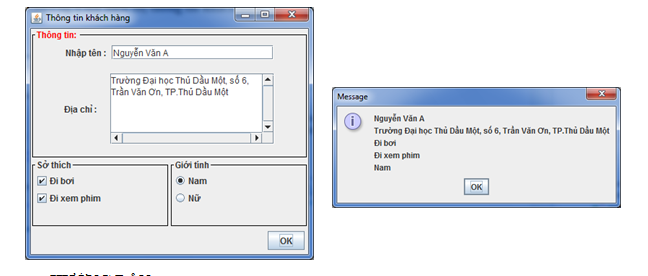 Thông tin khách hàng
Thông tin:
Nhập tên :
Nguyễn Văn A
Địa chỉ :
Trường Đại học Thủ Dầu Một, số 6,
Trần Văn Ơn, TP.Thủ Dầu Một
Sở thích
Đi bơi
Đi xem phim
Giới tính
Nam
Nữ
OK
Message
Nguyễn Văn A
Trường Đại học Thủ Dầu Một, số 6, Trần Văn Ơn, TP.Thủ Dầu Một
Đi bơi
Đi xem phim
Nam
OK